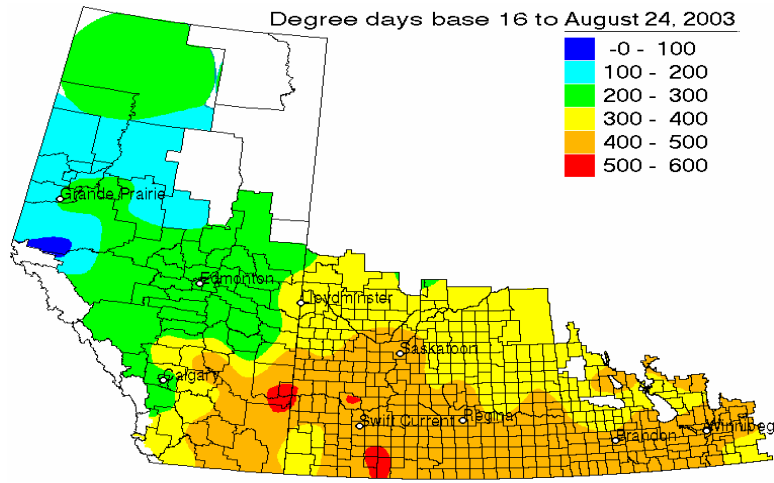 Degree days base 16 to August 24, 2003
-0 - 100
100 - 200
200 - 300
300 - 400
400 - 500
500 - 600
Grande Prairie
Edmonton
Lloydminster
Saskatoon
Calgary
Swift Current
Regina
Brandon
Winnipeg